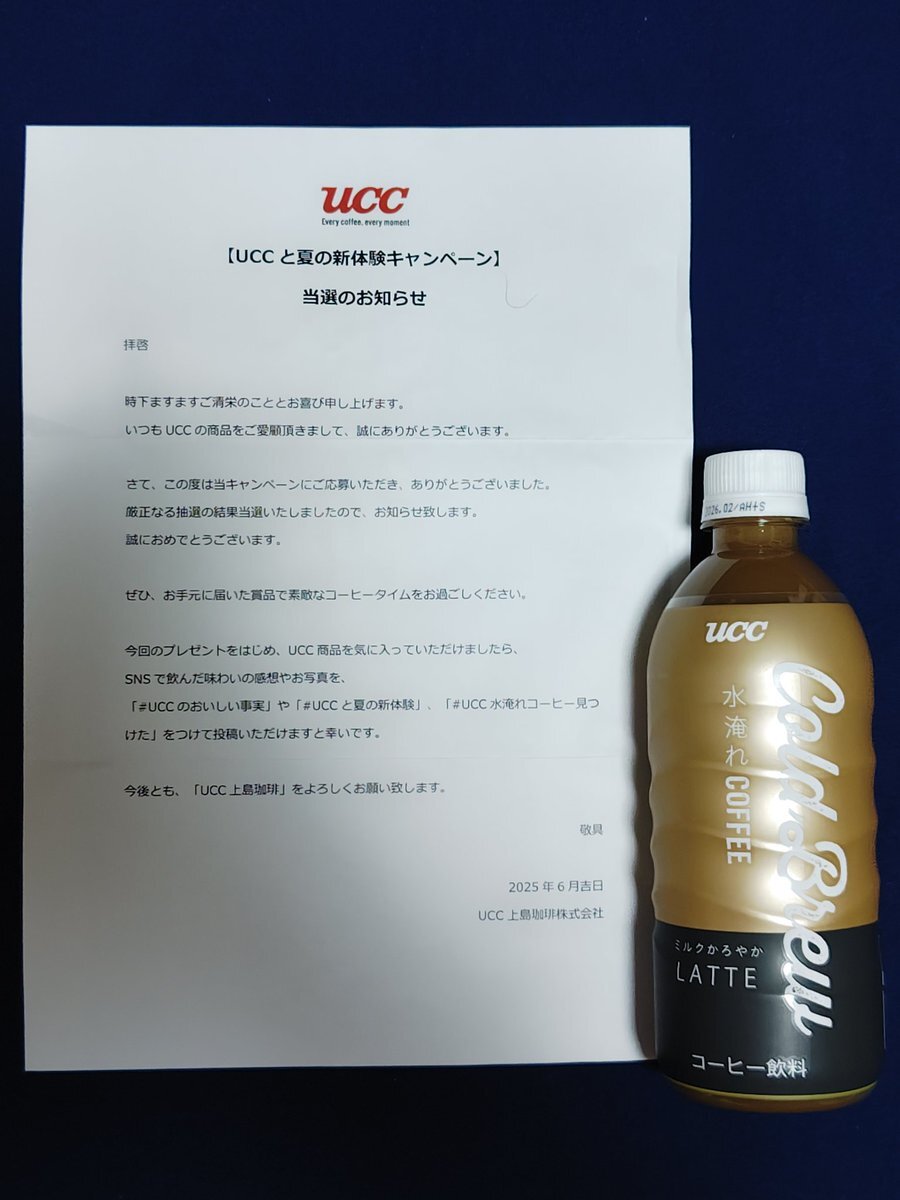 ucc
Every coffee, every moment
【UCC と夏の新体験キャンペーン】
当選のお知らせ
拝啓
時下ますますご清栄のこととお喜び申し上げます。
いつも UCC の商品をご愛顧頂きまして、誠にありがとうございます。
さて、この度は当キャンペーンにご応募いただき、ありがとうございました。
厳正なる抽選の結果当選いたしましたので、お知らせ致します。
誠におめでとうございます。
ぜひ、お手元に届いた賞品で素敵なコーヒータイムをお過ごしください。
今回のプレゼントをはじめ、UCC 商品を気に入っていただけましたら、
SNS で飲んだ味わいの感想やお写真を、
「#UCC のおいしい事実」や「#UCC と夏の新体験」、「#UCC 水淹れコーヒー見つ
けた」をつけて投稿いただけますと幸いです。
今後とも、「UCC 上島珈琲」をよろしくお願い致します。
敬具
2025 年 6 月吉日
UCC 上島珈琲株式会社
2026.02/AH+S
ucc
Cold Brew
水淹れ COFFEE
ミルクかろやか
LATTE
コーヒー飲料